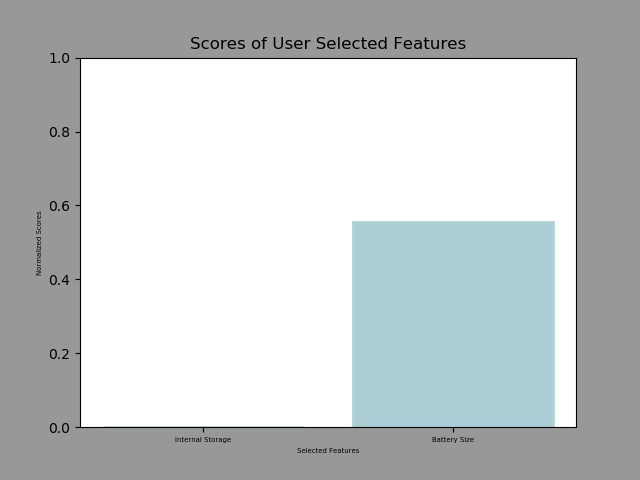 Scores of User Selected Features
1.0
0.8
0.6
0.4
0.2
0.0
Normalized Scores
Internal Storage
Battery Size
Selected Features